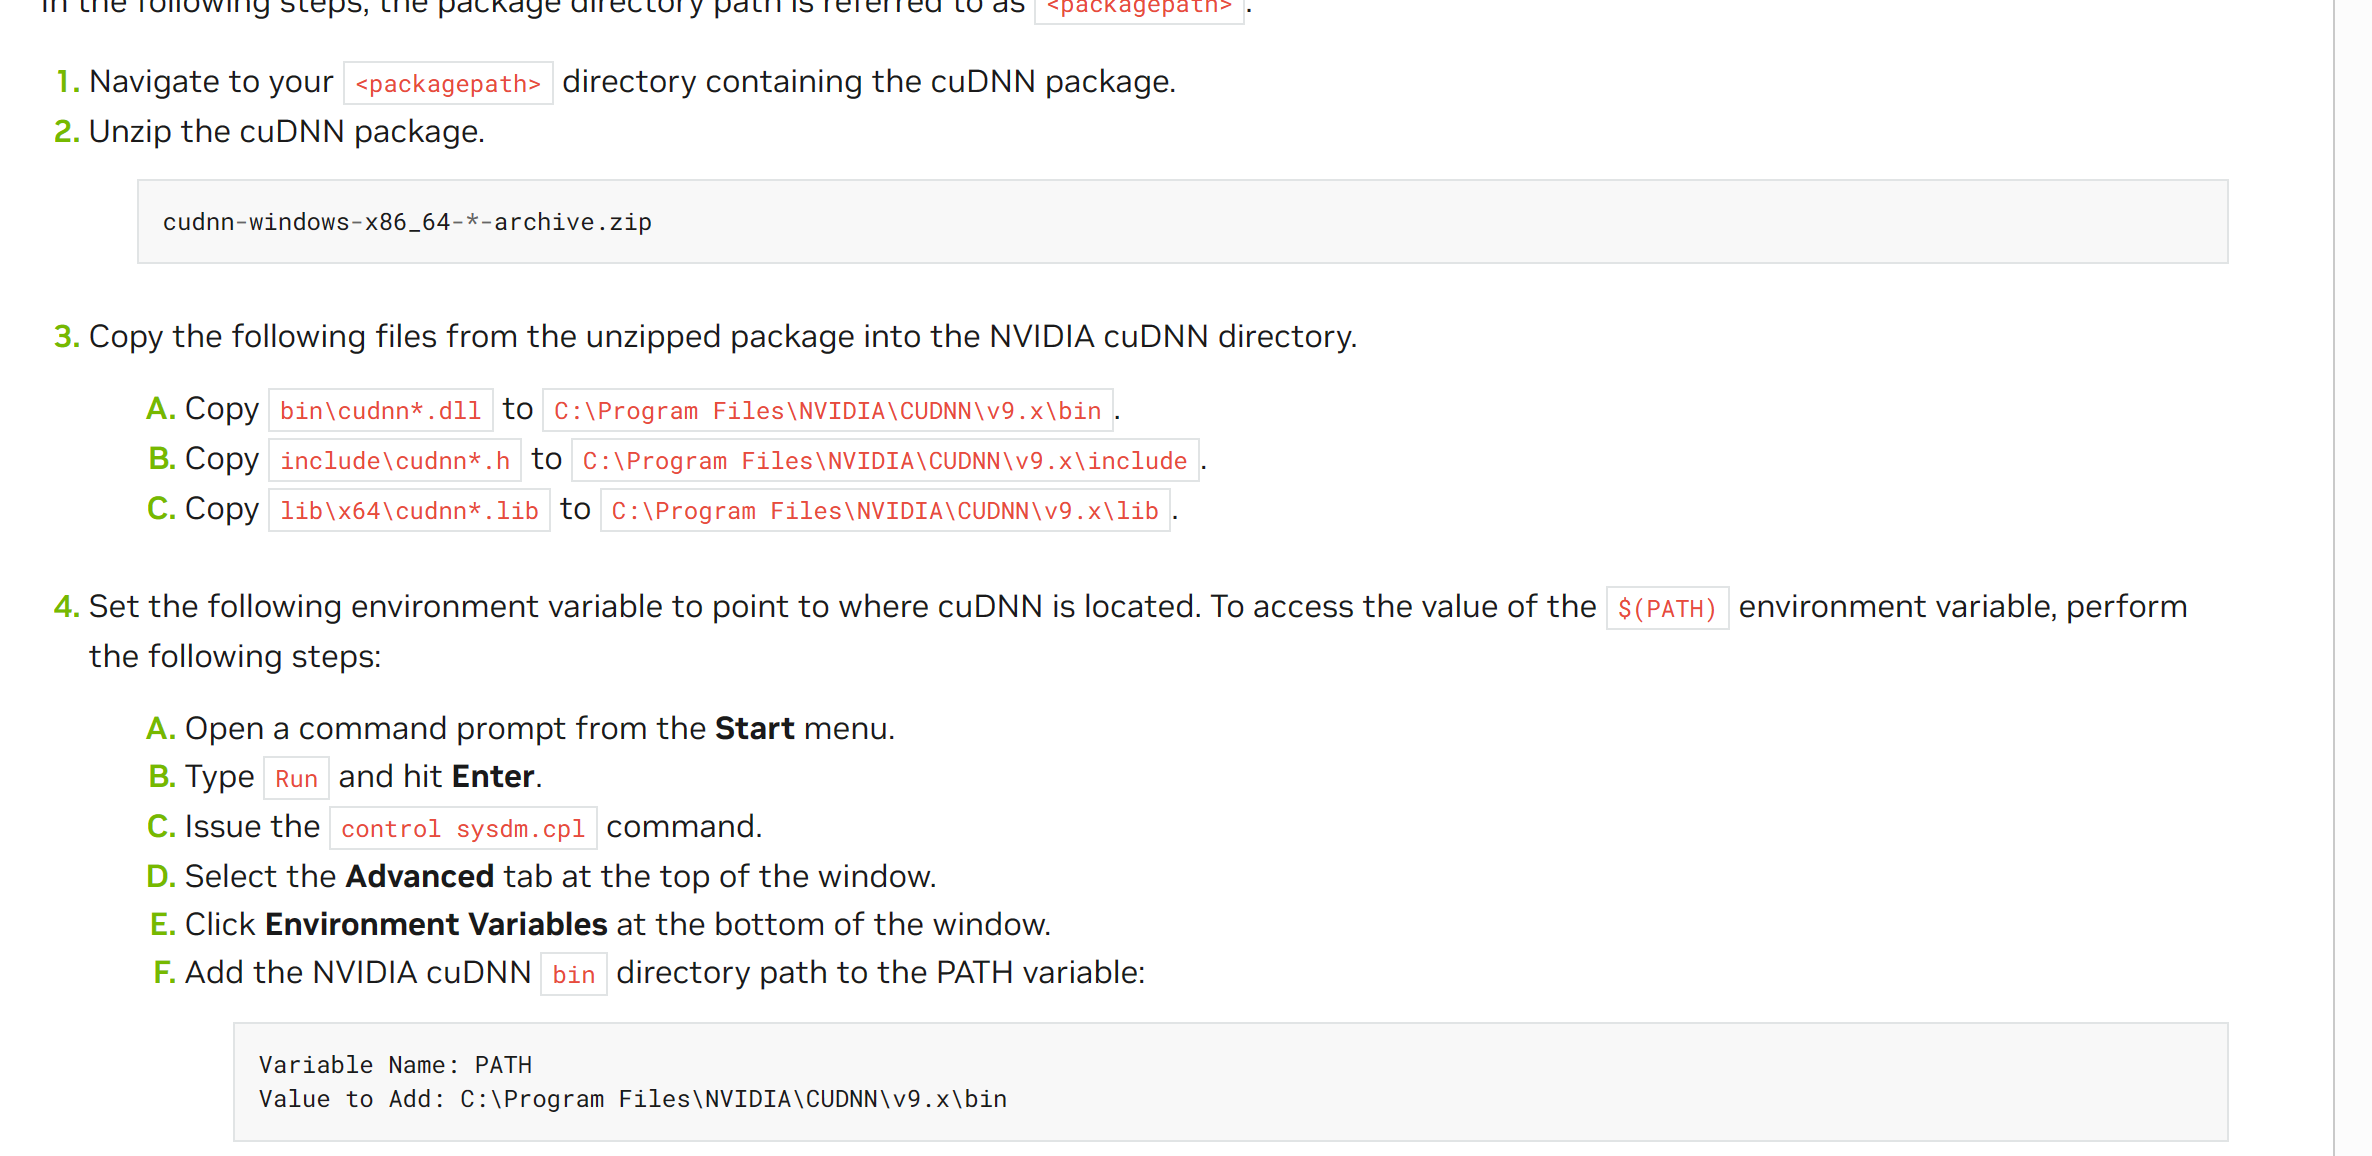 In the following steps, the package directory path is referred to as <packagepath>.
1. Navigate to your <packagepath> directory containing the cuDNN package.
2. Unzip the cuDNN package.
cudnn-windows-x86_64-*-archive.zip
3. Copy the following files from the unzipped package into the NVIDIA cuDNN directory.
A. Copy bin\cudnn*.dll to C:\Program Files\NVIDIA\CUDNN\v9.x\bin.
B. Copy include\cudnn*.h to C:\Program Files\NVIDIA\CUDNN\v9.x\include.
C. Copy lib\x64\cudnn*.lib to C:\Program Files\NVIDIA\CUDNN\v9.x\lib.
4. Set the following environment variable to point to where cuDNN is located. To access the value of the $(PATH) environment variable, perform
the following steps:
A. Open a command prompt from the Start menu.
B. Type Run and hit Enter.
C. Issue the control sysdm.cpl command.
D. Select the Advanced tab at the top of the window.
E. Click Environment Variables at the bottom of the window.
F. Add the NVIDIA cuDNN bin directory path to the PATH variable:
Variable Name: PATH
Value to Add: C:\Program Files\NVIDIA\CUDNN\v9.x\bin